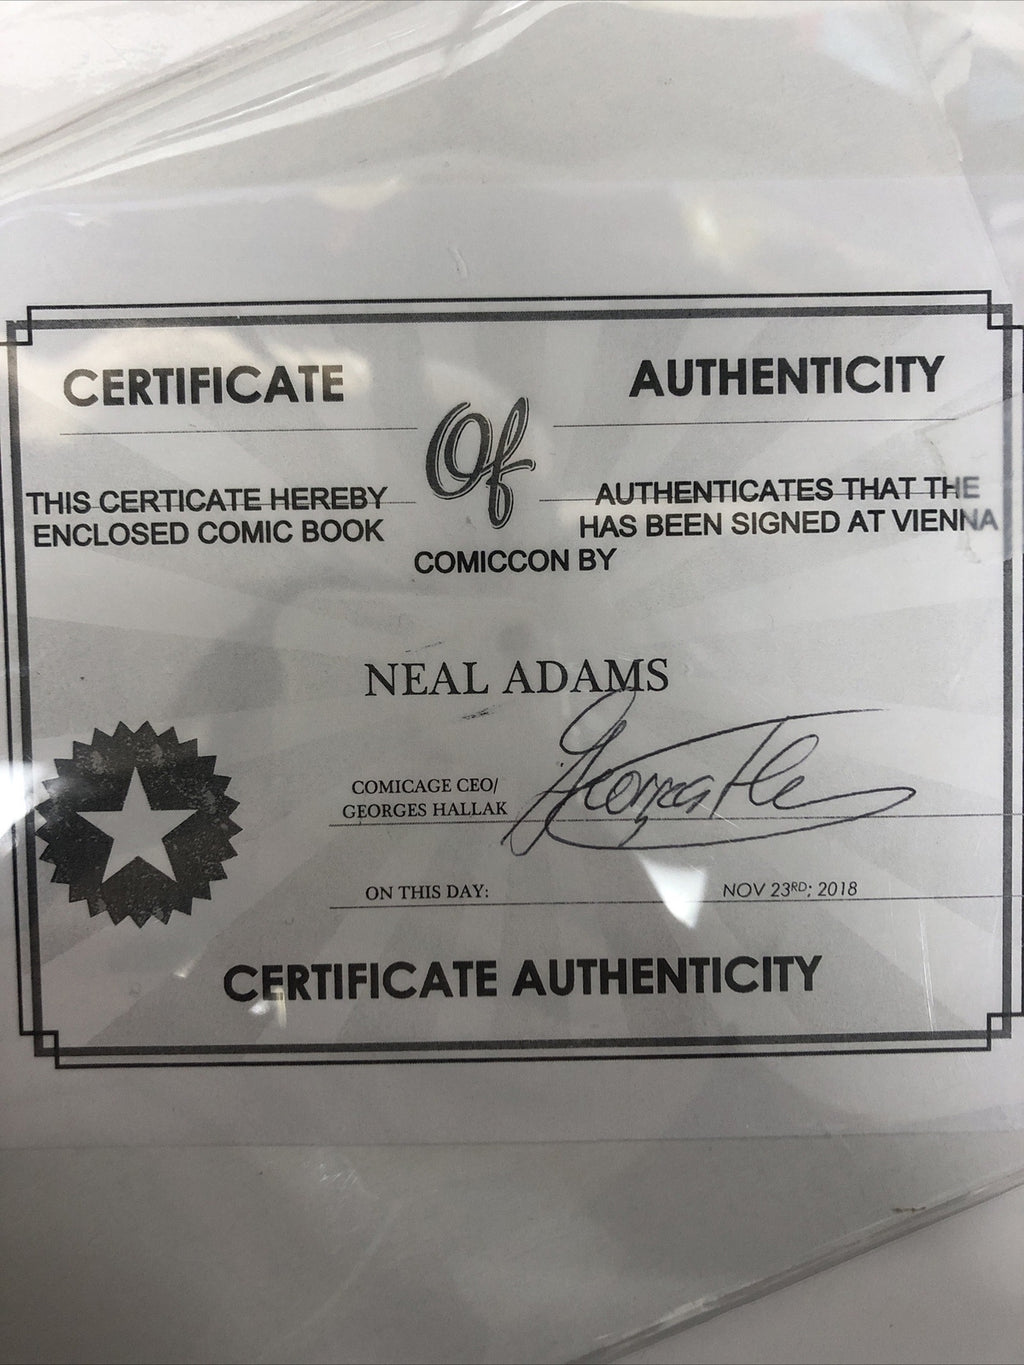 CERTIFICATE Of AUTHENTICITY
THIS CERTICATE HEREBY AUTHENTICATES THAT THE
ENCLOSED COMIC BOOK HAS BEEN SIGNED AT VIENNA
COMICCON BY
NEAL ADAMS
COMICAGE CEO/
GEORGES HALLAK
ON THIS DAY: NOV 23RD; 2018
CERTIFICATE AUTHENTICITY